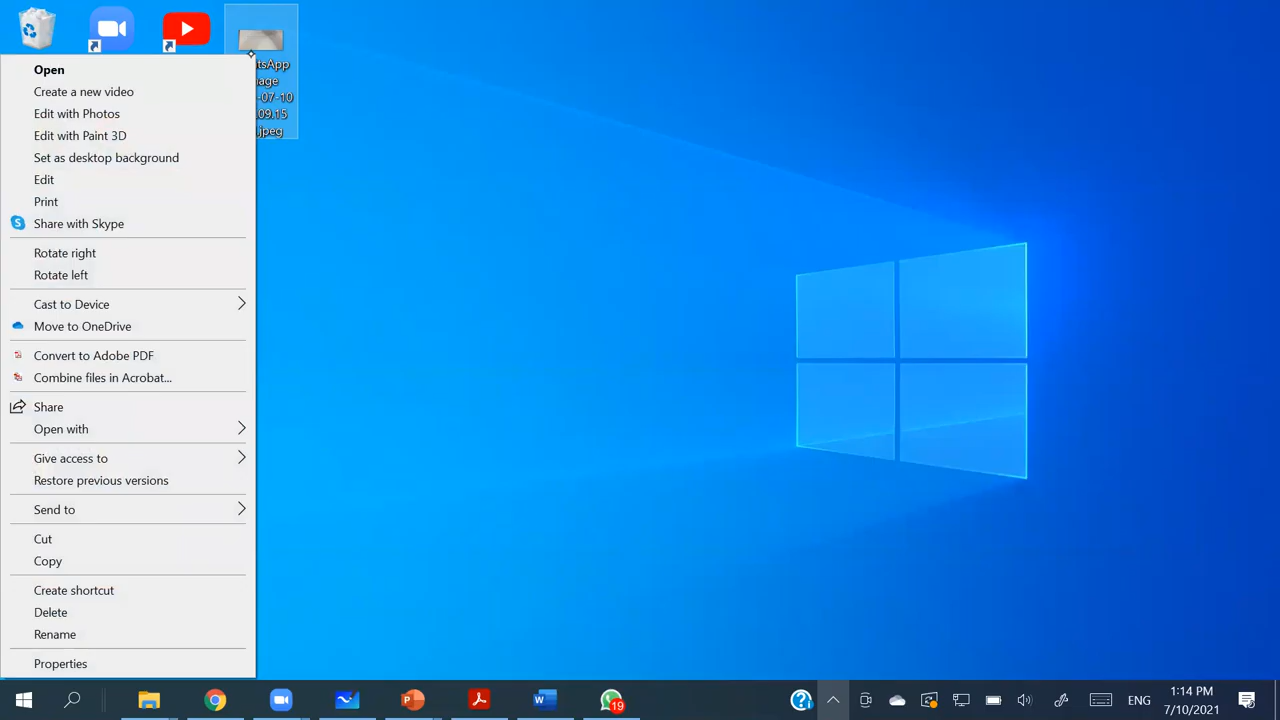 Open
Create a new video
Edit with Photos
Edit with Paint 3D
Set as desktop background
Edit
Print
Share with Skype
Rotate right
Rotate left
Cast to Device
Move to OneDrive
Convert to Adobe PDF
Combine files in Acrobat...
Share
Open with
Give access to
Restore previous versions
Send to
Cut
Copy
Create shortcut
Delete
Rename
Properties
tsApp
age
-07-10
.09.15
.jpeg
19
ENG
1:14 PM
7/10/2021